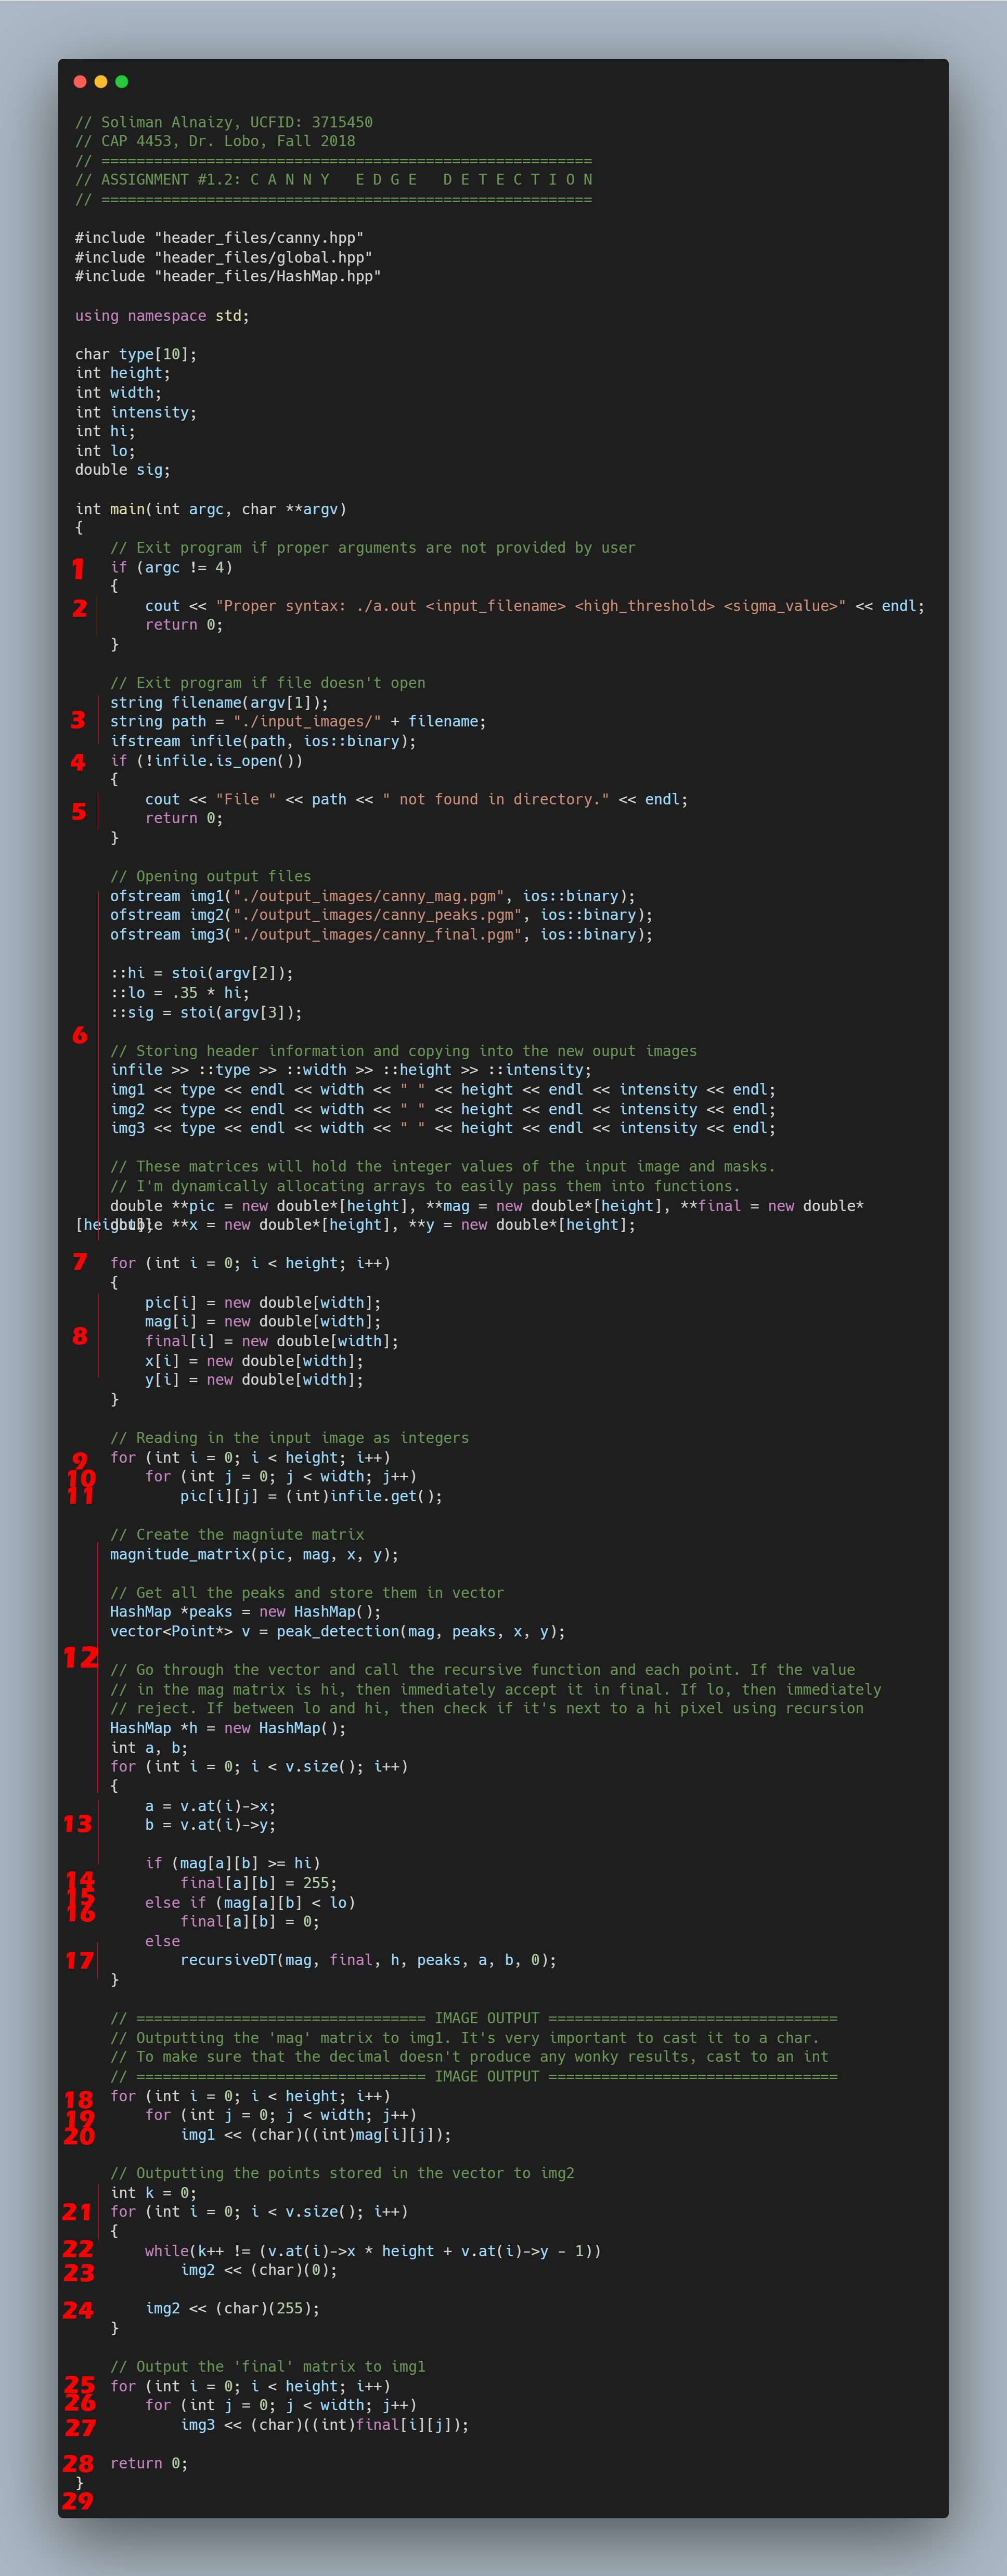 // Soliman Alnaizy, UCFID: 3715450
// CAP 4453, Dr. Lobo, Fall 2018
// ========================================================
// ASSIGNMENT #1.2: C A N N Y   E D G E   D E T E C T I O N
// ========================================================
#include "header_files/canny.hpp"
#include "header_files/global.hpp"
#include "header_files/HashMap.hpp"
using namespace std;
char type[10];
int height;
int width;
int intensity;
int hi;
int lo;
double sig;
int main(int argc, char **argv)
{
// Exit program if proper arguments are not provided by user
1 if (argc != 4)
{
2 cout << "Proper syntax: ./a.out <input_filename> <high_threshold> <sigma_value>" << endl;
return 0;
}
// Exit program if file doesn't open
string filename(argv[1]);
3 string path = "./input_images/" + filename;
ifstream infile(path, ios::binary);
4 if (!infile.is_open())
{
5 cout << "File " << path << " not found in directory." << endl;
return 0;
}
// Opening output files
ofstream img1("./output_images/canny_mag.pgm", ios::binary);
ofstream img2("./output_images/canny_peaks.pgm", ios::binary);
ofstream img3("./output_images/canny_final.pgm", ios::binary);
::hi = stoi(argv[2]);
::lo = .35 * hi;
::sig = stoi(argv[3]);
6
// Storing header information and copying into the new ouput images
infile >> ::type >> ::width >> ::height >> ::intensity;
img1 << type << endl << width << " " << height << endl << intensity << endl;
img2 << type << endl << width << " " << height << endl << intensity << endl;
img3 << type << endl << width << " " << height << endl << intensity << endl;
// These matrices will hold the integer values of the input image and masks.
// I'm dynamically allocating arrays to easily pass them into functions.
double **pic = new double*[height], **mag = new double*[height], **final = new double*
[height];
double **x = new double*[height], **y = new double*[height];
7 for (int i = 0; i < height; i++)
{
pic[i] = new double[width];
mag[i] = new double[width];
8 final[i] = new double[width];
x[i] = new double[width];
y[i] = new double[width];
}
// Reading in the input image as integers
9 for (int i = 0; i < height; i++)
10 for (int j = 0; j < width; j++)
11 pic[i][j] = (int)infile.get();
// Create the magniute matrix
magnitude_matrix(pic, mag, x, y);
// Get all the peaks and store them in vector
HashMap *peaks = new HashMap();
vector<Point*> v = peak_detection(mag, peaks, x, y);
12
// Go through the vector and call the recursive function and each point. If the value
// in the mag matrix is hi, then immediately accept it in final. If lo, then immediately
// reject. If between lo and hi, then check if it's next to a hi pixel using recursion
HashMap *h = new HashMap();
int a, b;
for (int i = 0; i < v.size(); i++)
{
a = v.at(i)->x;
13 b = v.at(i)->y;
if (mag[a][b] >= hi)
14 final[a][b] = 255;
15 else if (mag[a][b] < lo)
16 final[a][b] = 0;
else
17 recursiveDT(mag, final, h, peaks, a, b, 0);
}
// ================================= IMAGE OUTPUT =================================
// Outputting the 'mag' matrix to img1. It's very important to cast it to a char.
// To make sure that the decimal doesn't produce any wonky results, cast to an int
// ================================= IMAGE OUTPUT =================================
18 for (int i = 0; i < height; i++)
19 for (int j = 0; j < width; j++)
20 img1 << (char)((int)mag[i][j]);
// Outputting the points stored in the vector to img2
int k = 0;
21 for (int i = 0; i < v.size(); i++)
{
22 while(k++ != (v.at(i)->x * height + v.at(i)->y - 1))
23 img2 << (char)(0);
24 img2 << (char)(255);
}
// Output the 'final' matrix to img1
25 for (int i = 0; i < height; i++)
26 for (int j = 0; j < width; j++)
27 img3 << (char)((int)final[i][j]);
28 return 0;
}
29